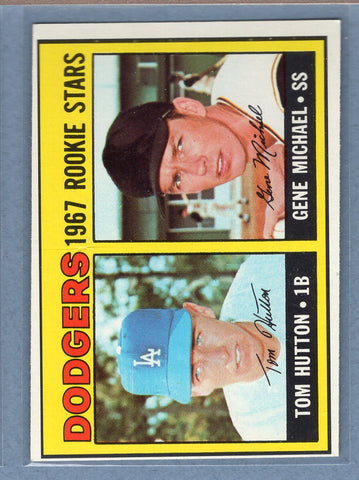 DODGERS
1967 ROOKIE STARS
LA
Tom Hutton
TOM HUTTON • 1B
Gene Michael
GENE MICHAEL • SS